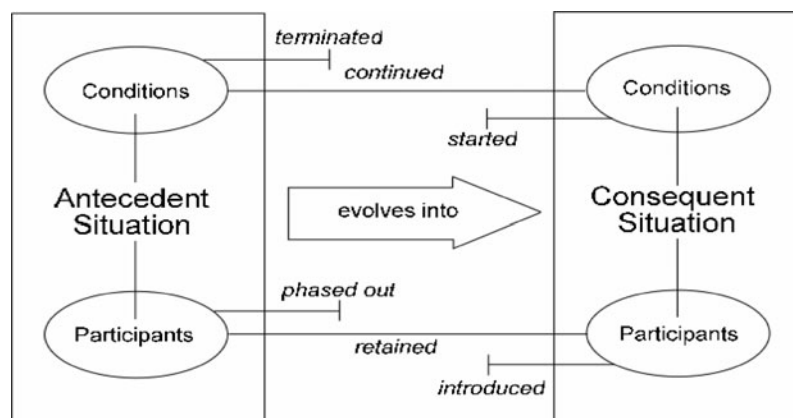 terminated
continued
Conditions
Conditions
started
Antecedent
Situation
evolves into
Consequent
Situation
phased out
Participants
Participants
retained
introduced